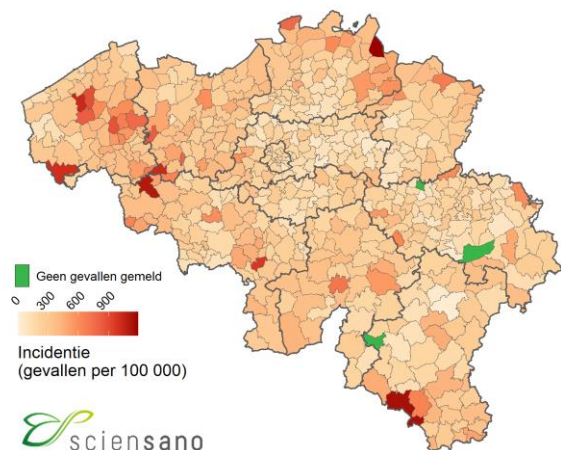 Geen gevallen gemeld
0 300 600 900
Incidentie
(gevallen per 100 000)
sciensano